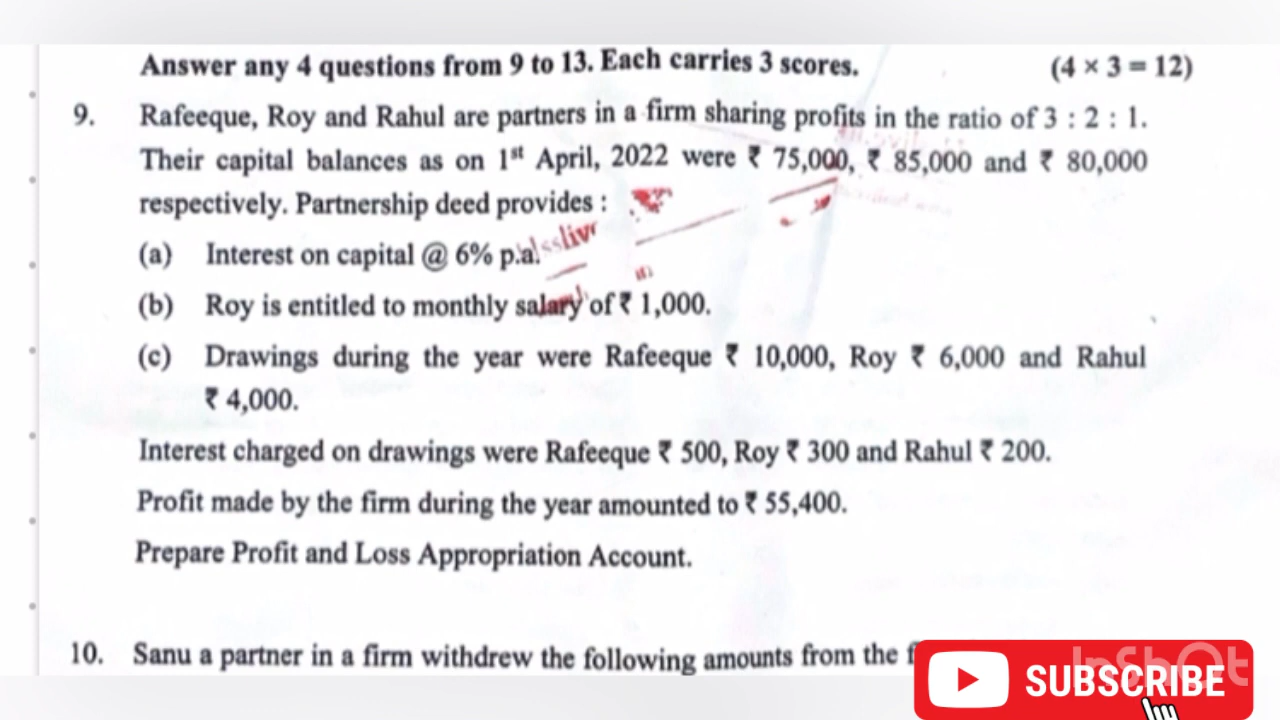 Answer any 4 questions from 9 to 13. Each carries 3 scores. (4 × 3 = 12)
9. Rafeeque, Roy and Rahul are partners in a firm sharing profits in the ratio of 3 : 2 : 1.
Their capital balances as on 1st April, 2022 were ₹ 75,000, ₹ 85,000 and ₹ 80,000
respectively. Partnership deed provides :
(a) Interest on capital @ 6% p.a.
(b) Roy is entitled to monthly salary of ₹ 1,000.
(c) Drawings during the year were Rafeeque ₹ 10,000, Roy ₹ 6,000 and Rahul
₹ 4,000.
Interest charged on drawings were Rafeeque ₹ 500, Roy ₹ 300 and Rahul ₹ 200.
Profit made by the firm during the year amounted to ₹ 55,400.
Prepare Profit and Loss Appropriation Account.
10. Sanu a partner in a firm withdrew the following amounts from the
SUBSCRIBE
InShOt